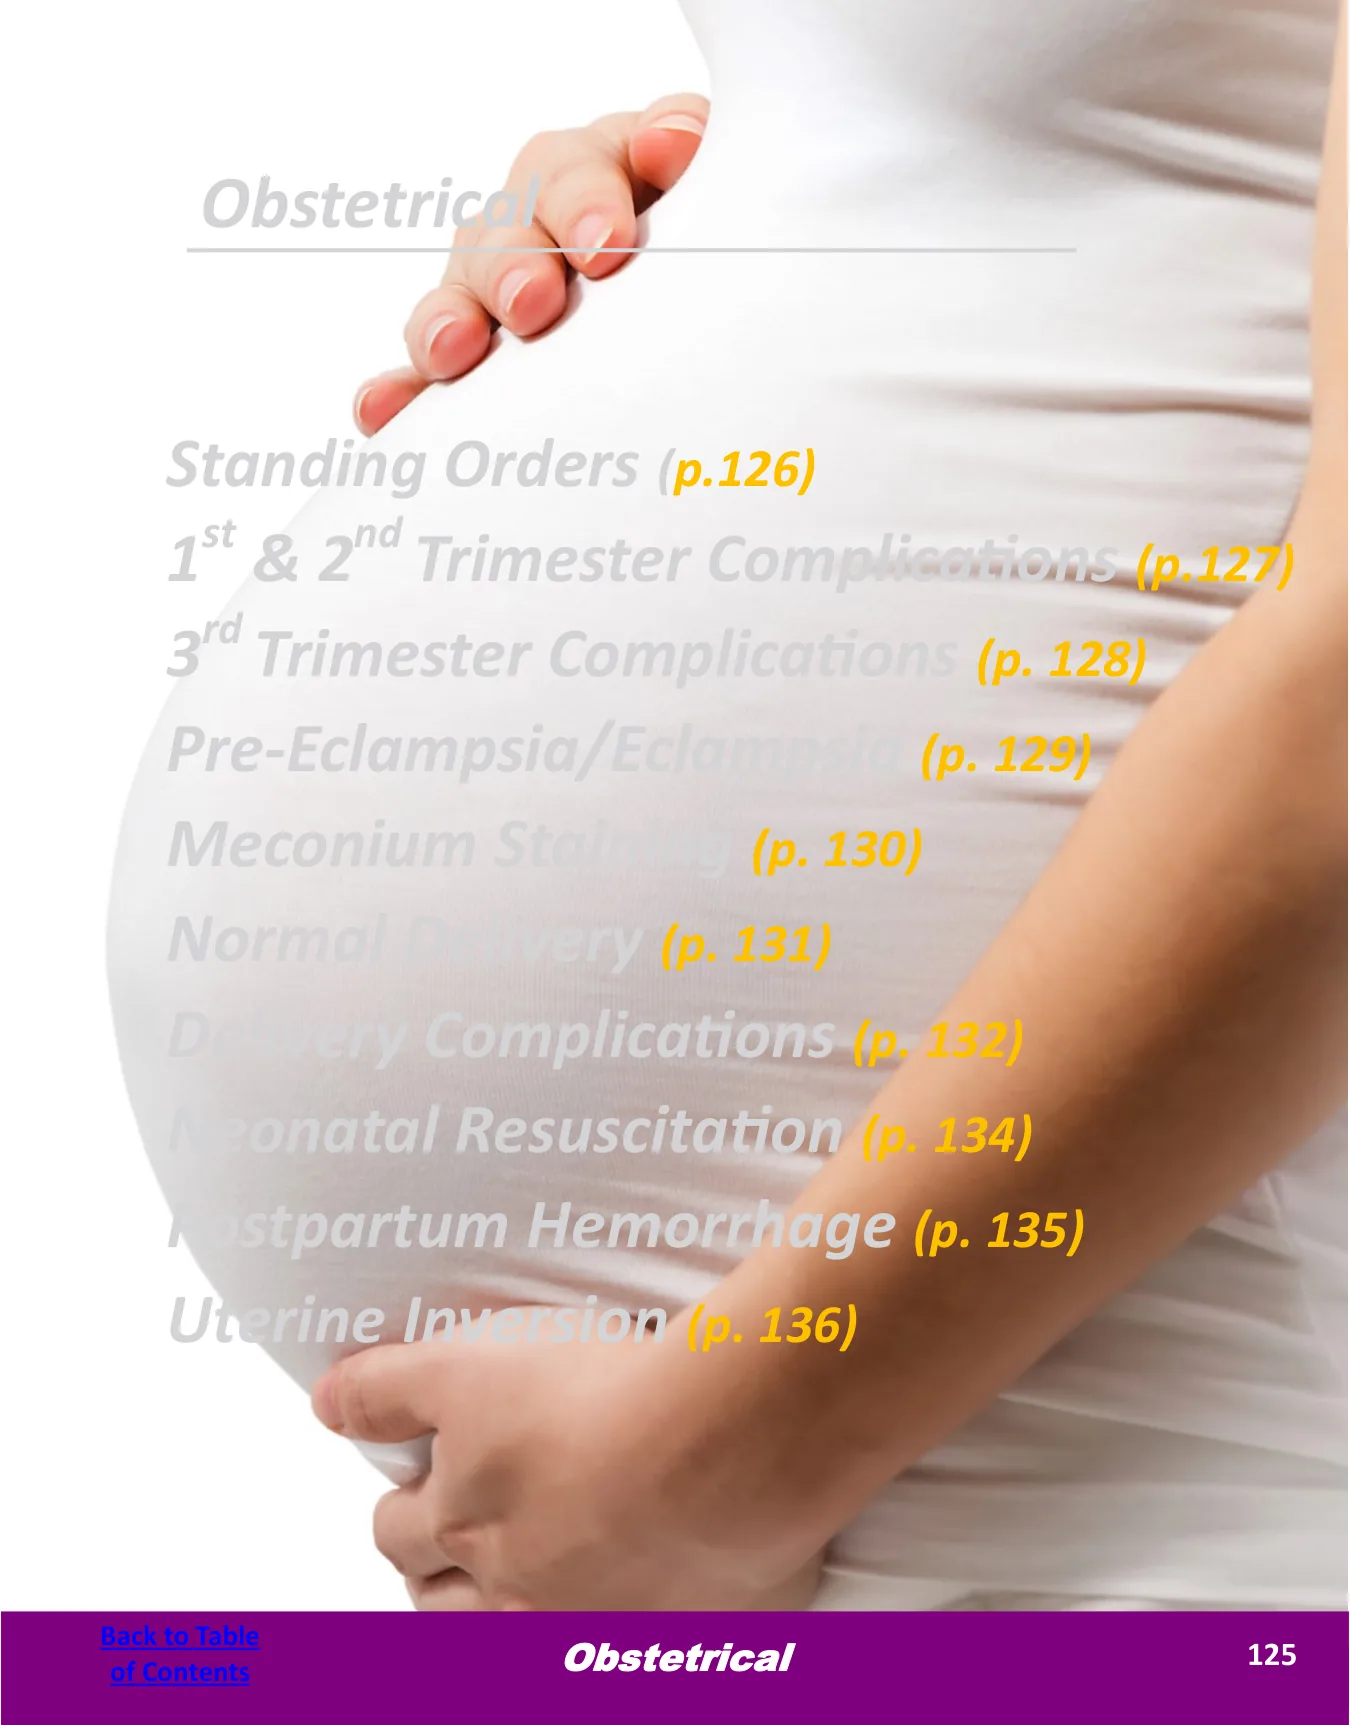 Obstetrical
Standing Orders (p.126)
1st & 2nd Trimester Complications (p.127)
3rd Trimester Complications (p. 128)
Pre-Eclampsia/Eclampsia (p. 129)
Meconium Staining (p. 130)
Normal Delivery (p. 131)
Delivery Complications (p. 132)
Neonatal Resuscitation (p. 134)
Postpartum Hemorrhage (p. 135)
Uterine Inversion (p. 136)
Back to Table
of Contents
Obstetrical
125